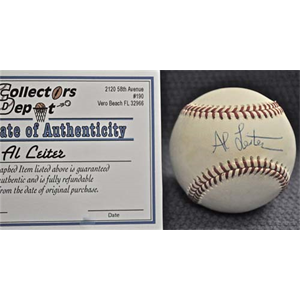 Collectors
Depot
2120 58th Avenue
#190
Vero Beach FL 32966
ate of Authenticity
Al Leiter
aphed Item listed above is guaranteed
uthentic and is fully refundable
from the date of original purchase.
Date
Al Leiter